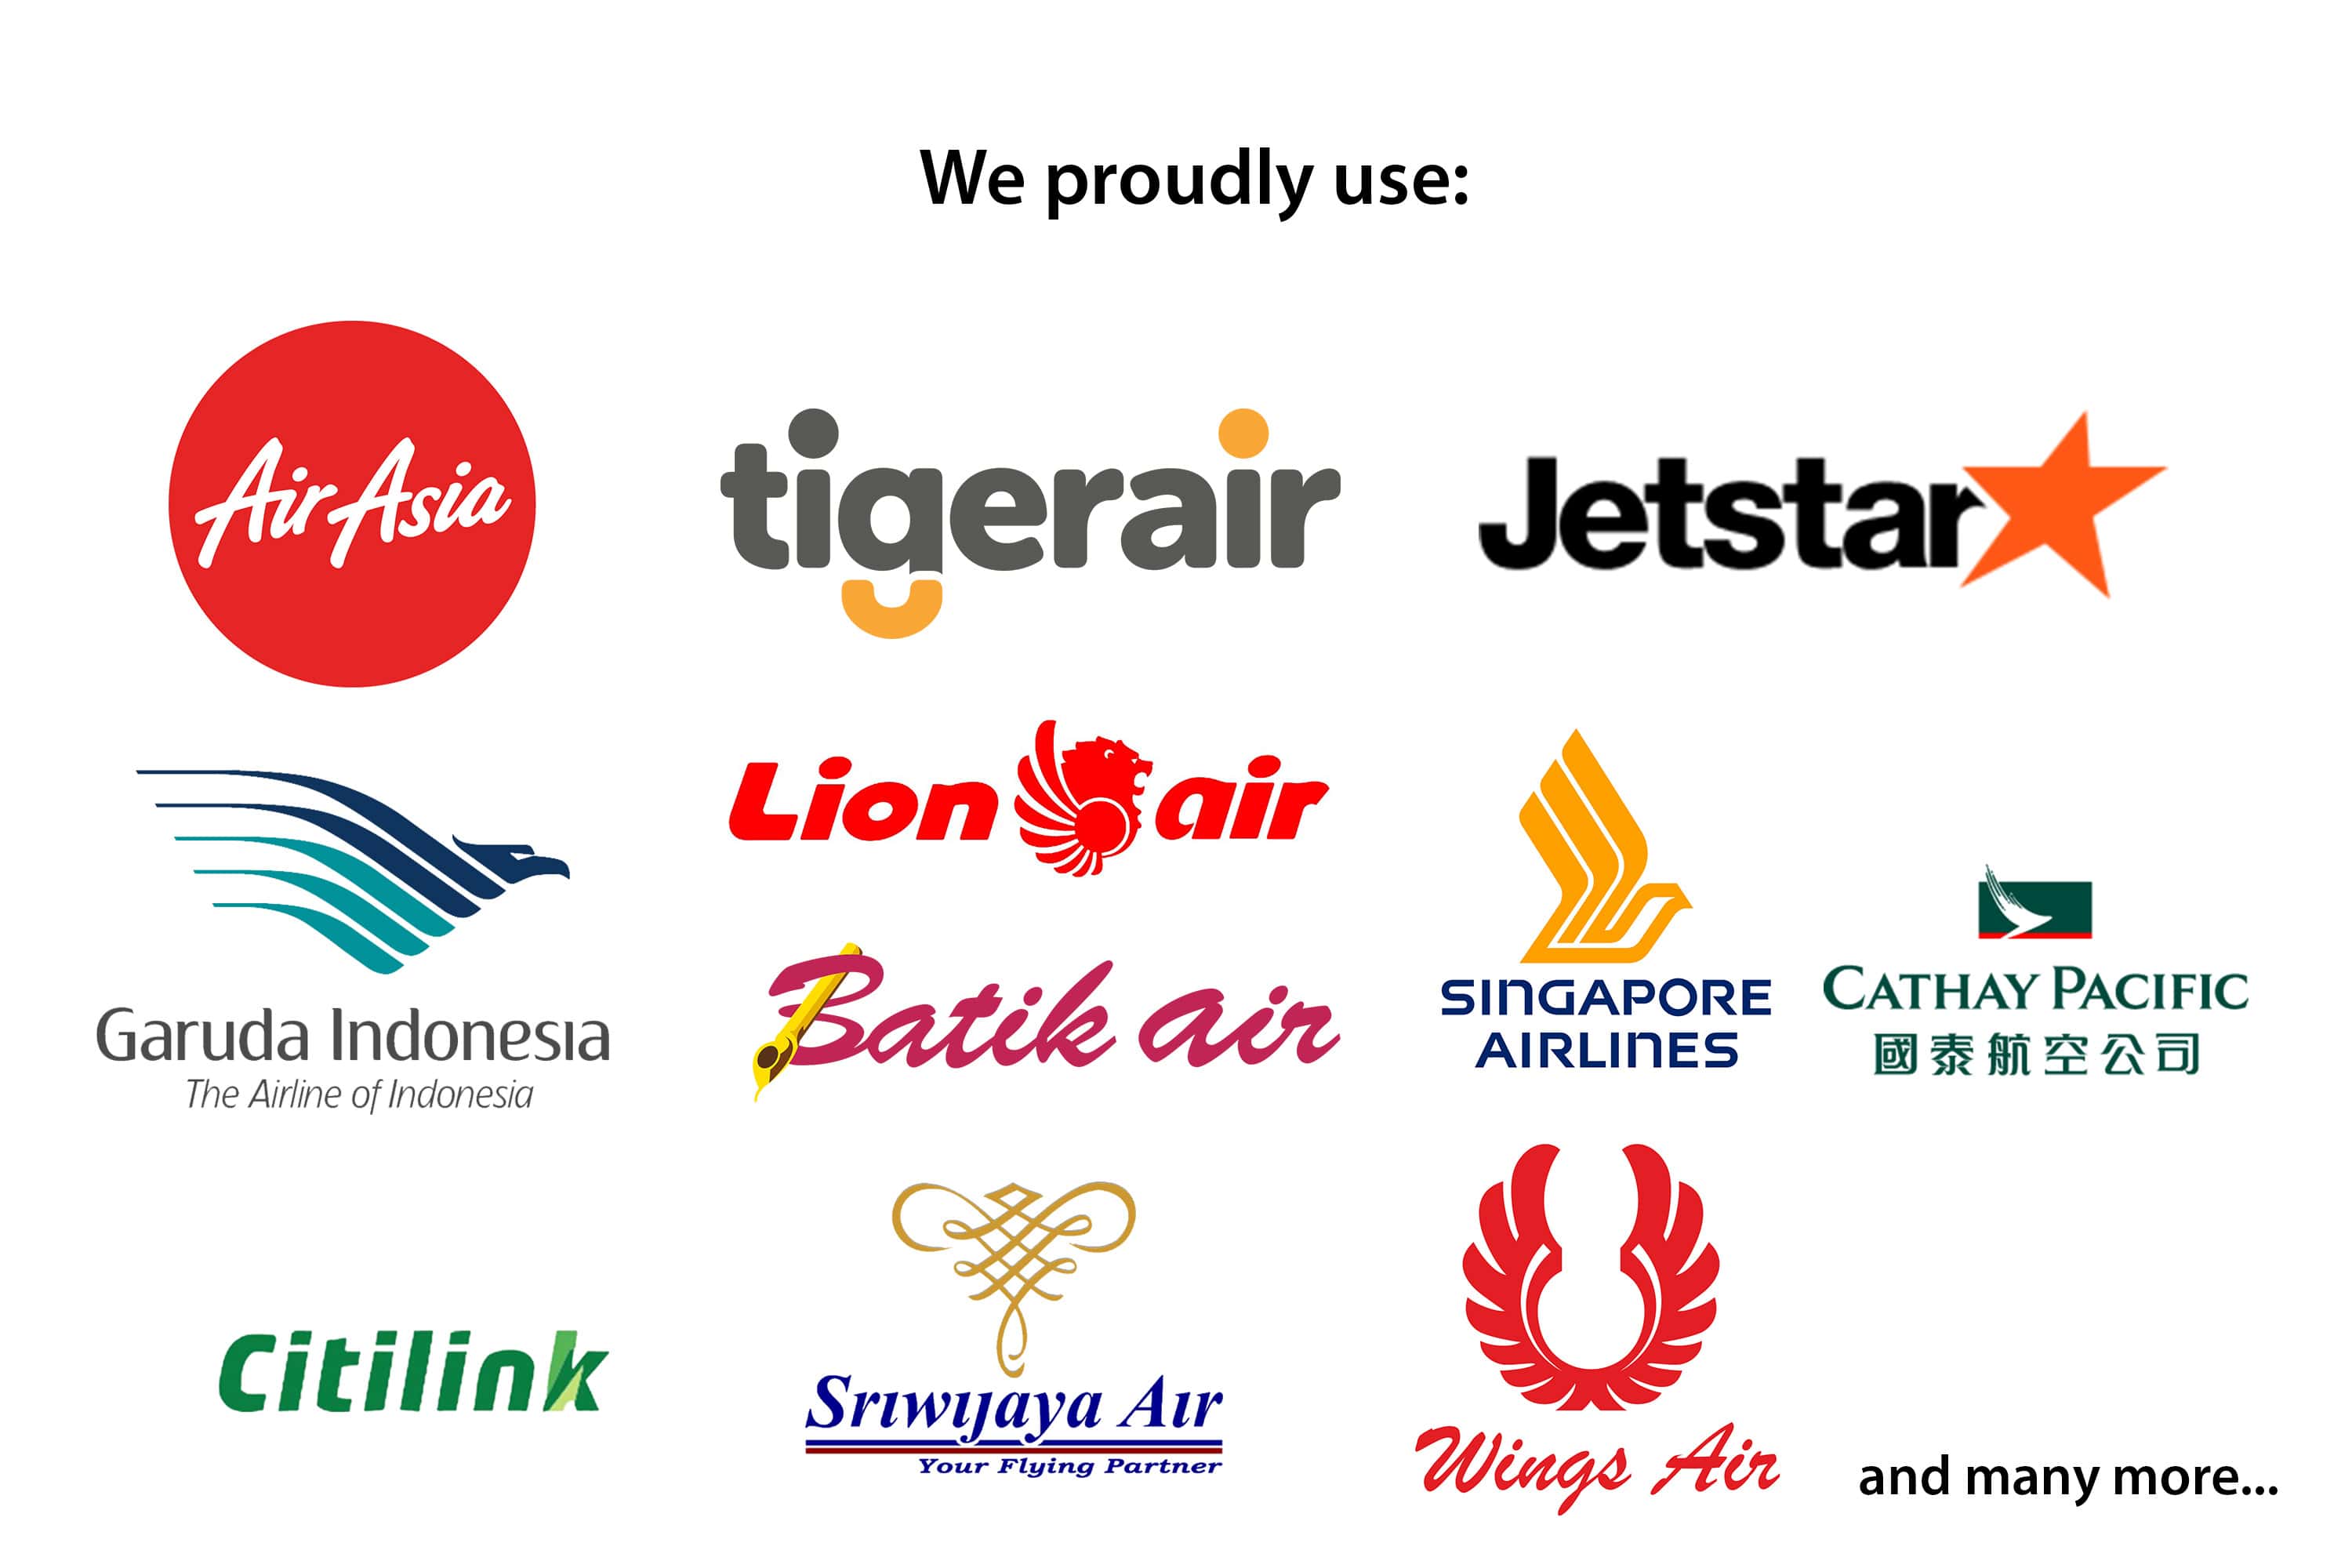 We proudly use:
AirAsia
tigerair
Jetstar
Lion air
Garuda Indonesia
The Airline of Indonesia
Batik air
SINGAPORE
AIRLINES
CATHAY PACIFIC
國泰航空公司
Citilink
Sriwijaya Air
Your Flying Partner
Wings Air
and many more...